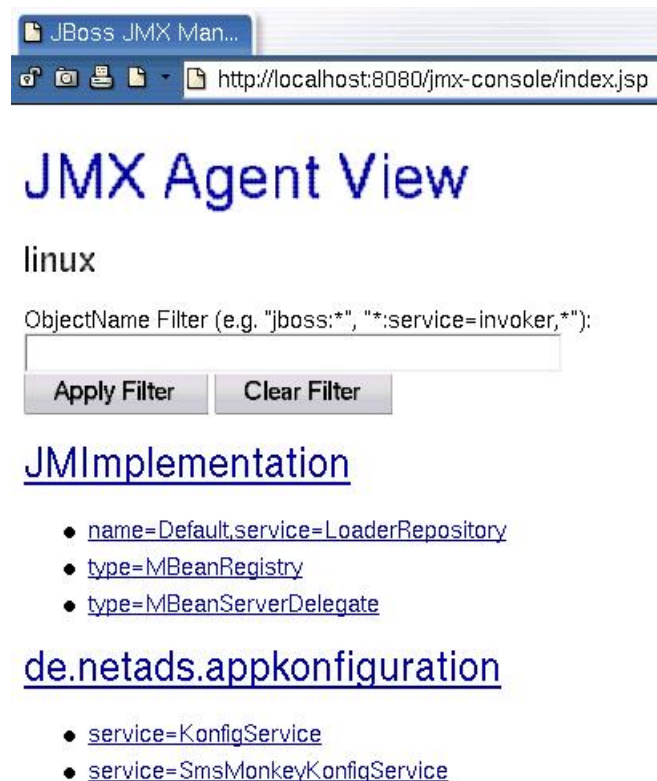 JBoss JMX Man...
http://localhost:8080/jmx-console/index.jsp
JMX Agent View
linux
ObjectName Filter (e.g. "jboss:*", "*:service=invoker,*"):
Apply Filter Clear Filter
JMImplementation
name=Default,service=LoaderRepository
type=MBeanRegistry
type=MBeanServerDelegate
de.netads.appkonfiguration
service=KonfigService
service=SmsMonkeyKonfigService